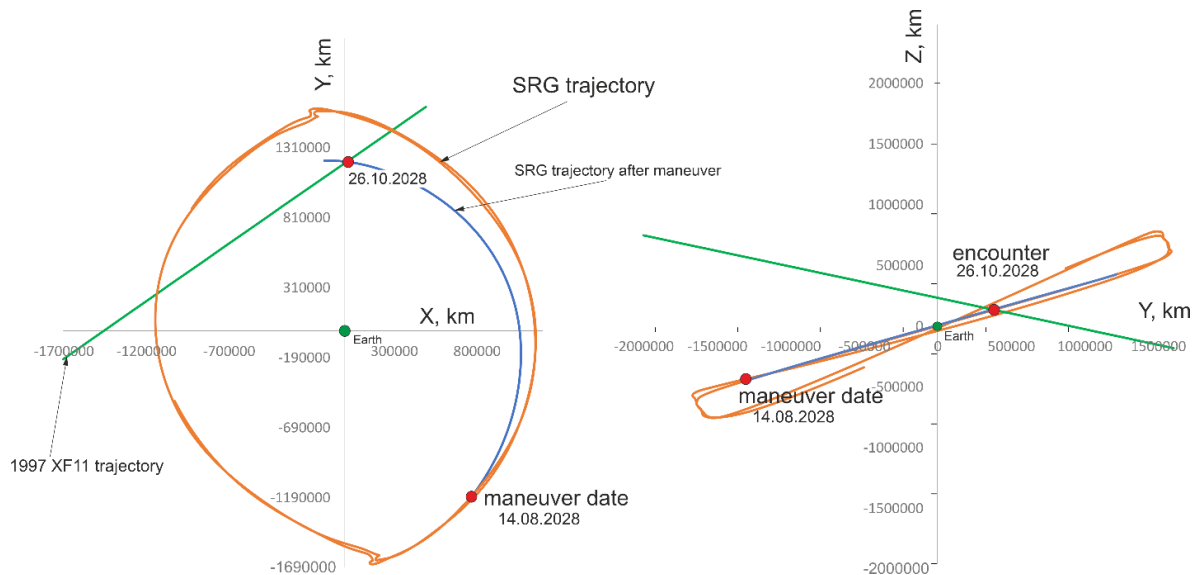 Y, km
SRG trajectory
1310000
SRG trajectory after maneuver
26.10.2028
810000
310000
X, km
Earth
-1700000
-1200000
-700000
-190000
300000
800000
-690000
1997 XF11 trajectory
-1190000
maneuver date
14.08.2028
-1690000
Z, km
2000000
1500000
1000000
encounter
26.10.2028
500000
Y, km
0
Earth
-2000000
-1500000
-1000000
-500000
500000
1000000
1500000
-500000
maneuver date
14.08.2028
-1000000
-1500000
-2000000